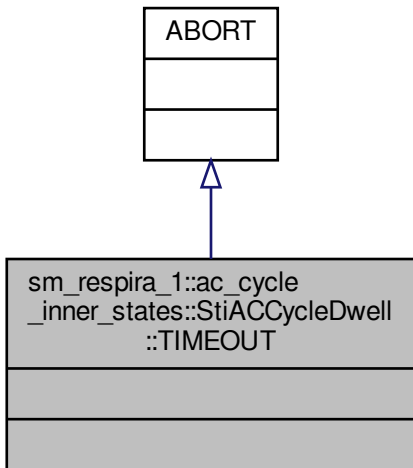 ABORT
sm_respira_1::ac_cycle
_inner_states::StiACCycleDwell
::TIMEOUT